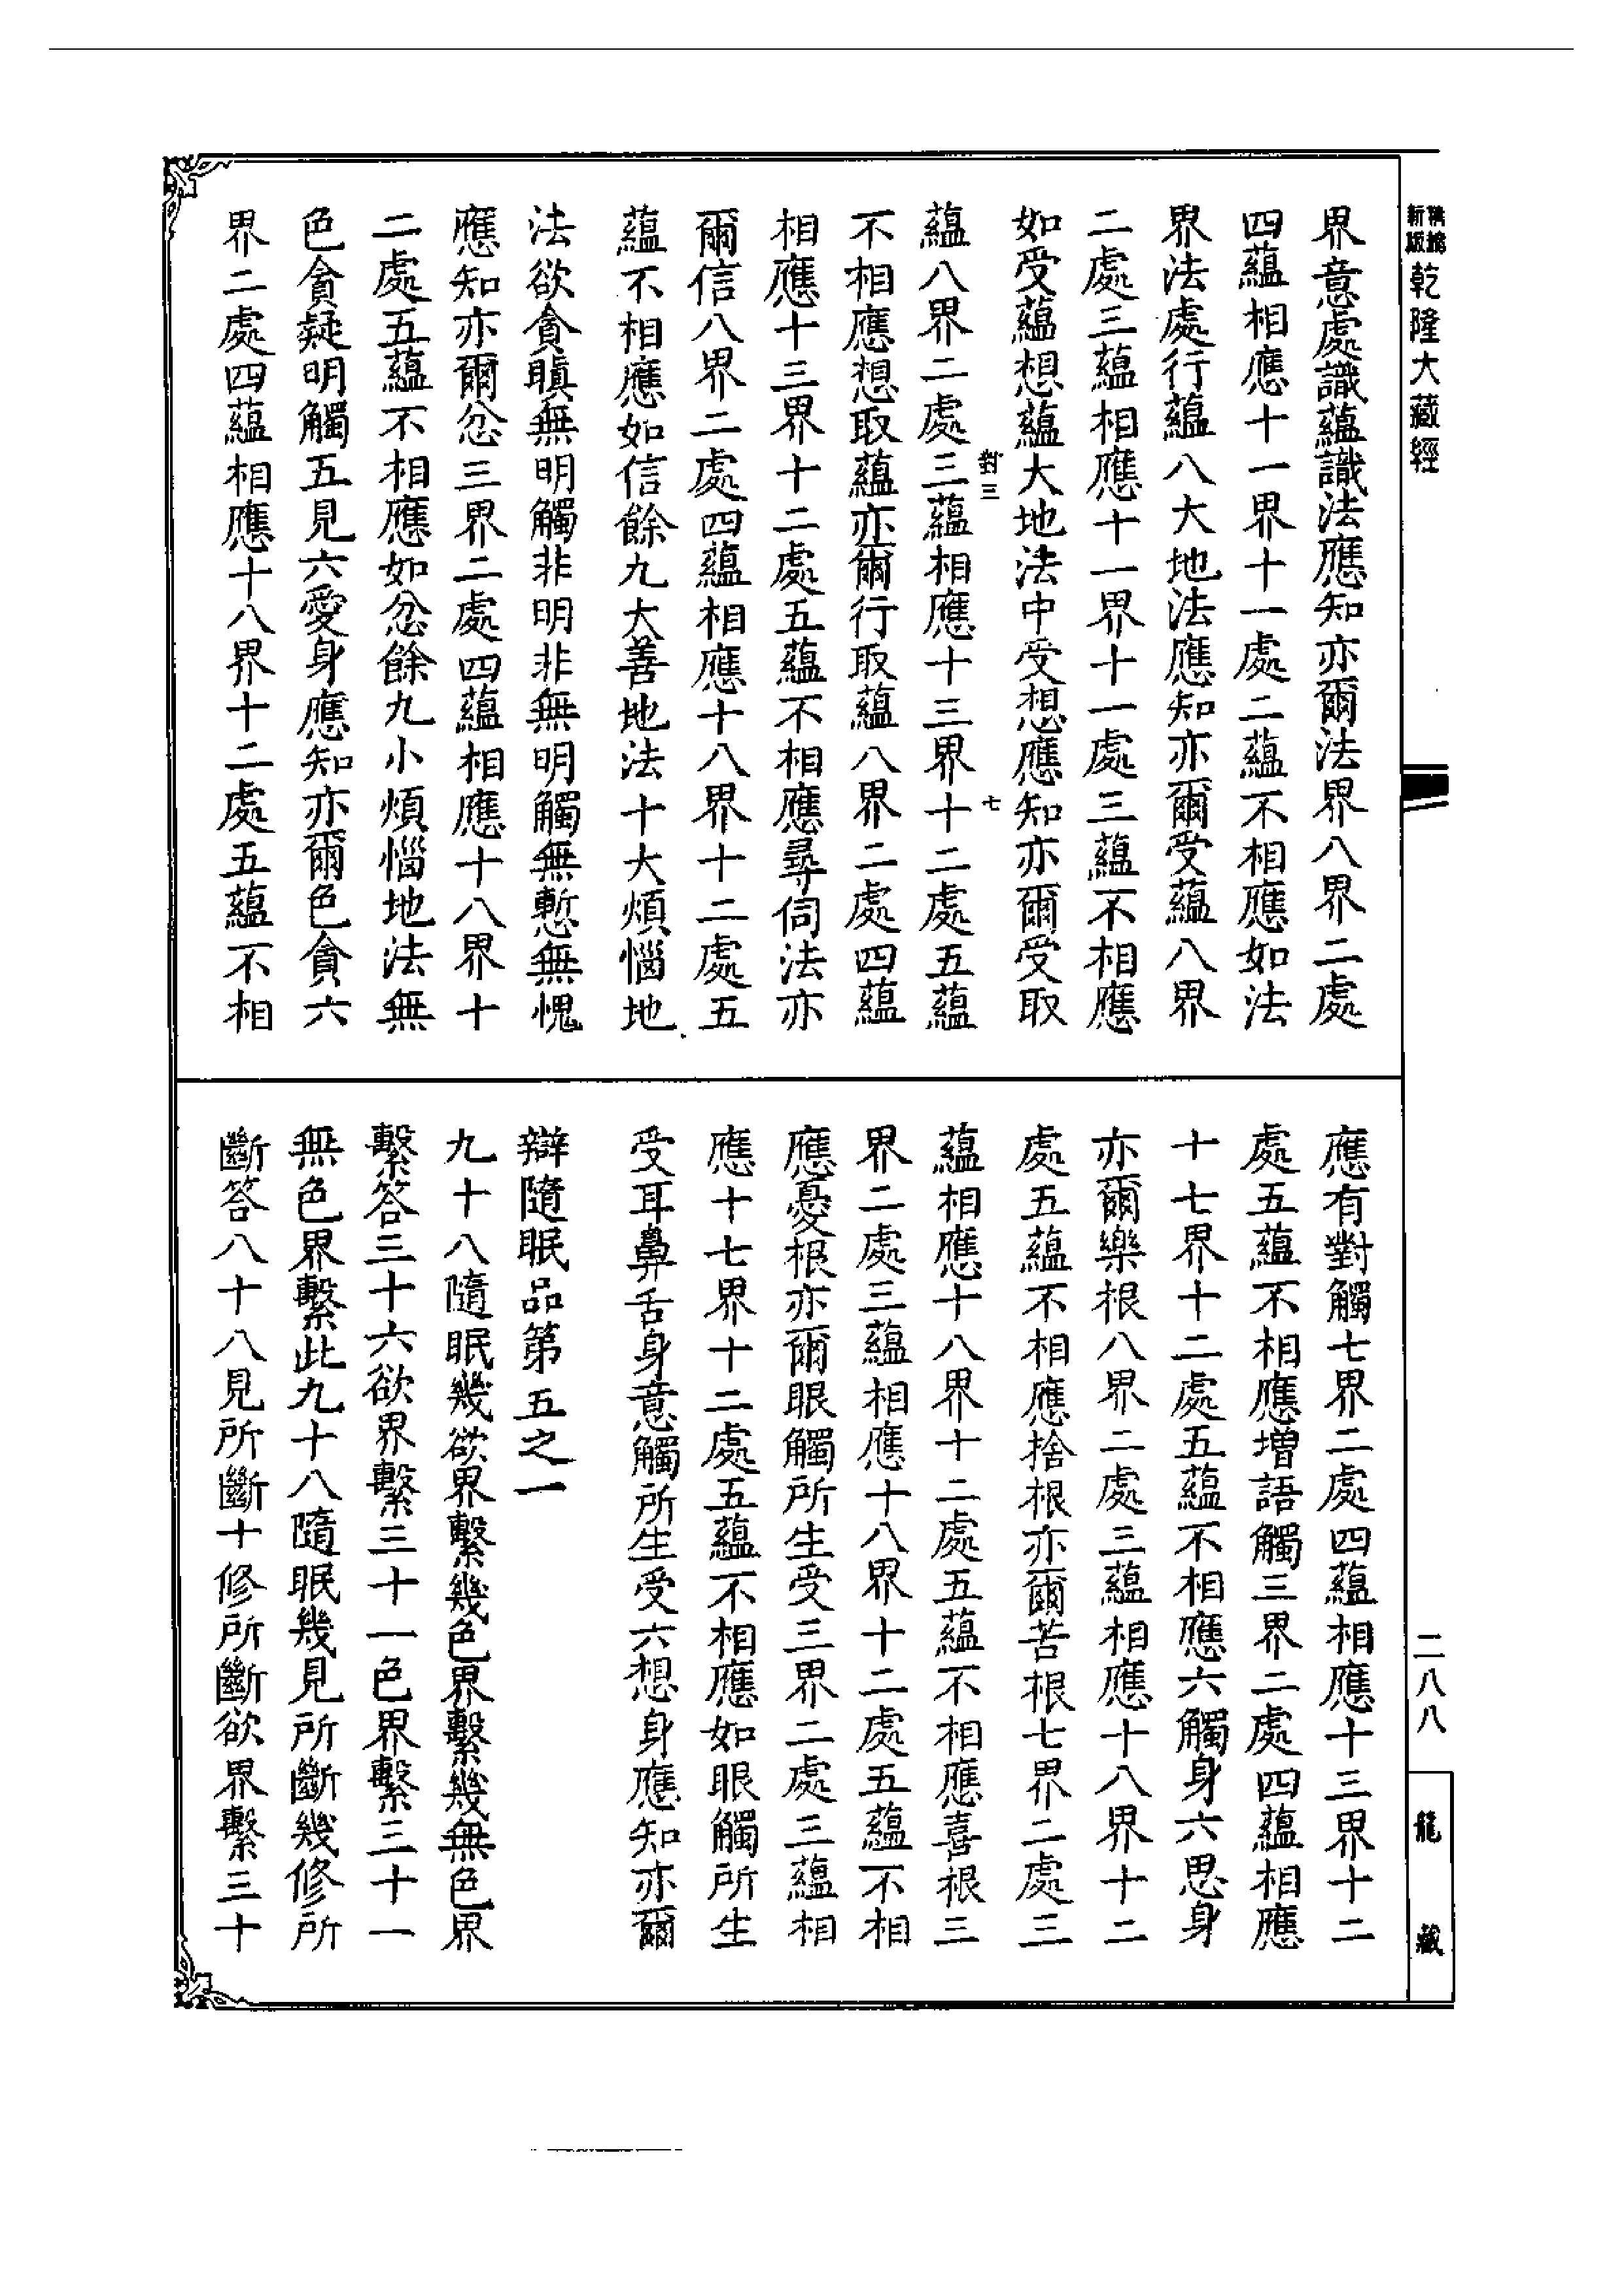 新版
乾隆大藏經
界意處識蘊識法應知亦爾法界八界二處
四蘊相應十一界十一處二蘊不相應如法
界法處行蘊八大地法應知亦爾受蘊八界
二處三蘊相應十一界十一處三蘊不相應
如受蘊想蘊大地法中受想應知亦爾受取
對三
七
蘊八界二處三蘊相應十三界十二處五蘊
不相應想取蘊亦爾行取蘊八界二處四蘊
相應十三界十二處五蘊不相應尋伺法亦
爾信八界二處四蘊相應十八界十二處五
蘊不相應如信餘九大善地法十大煩惱地
法欲貪瞋無明觸非明非無明觸無慙無愧
應知亦爾忿三界二處四蘊相應十八界十
二處五蘊不相應如忿餘九小煩惱地法無
色貪疑明觸五見六愛身應知亦爾色貪六
界二處四蘊相應十八界十二處五蘊不相
應有對觸七界二處四蘊相應十三界十二
處五蘊不相應增語觸三界二處四蘊相應
十七界十二處五蘊不相應六觸身六思身
亦爾樂根八界二處三蘊相應十八界十二
處五蘊不相應捨根亦爾苦根七界二處三
蘊相應十八界十二處五蘊不相應喜根三
界二處三蘊相應十八界十二處五蘊不相
應憂根亦爾眼觸所生受三界二處三蘊相
應十七界十二處五蘊不相應如眼觸所生
受耳鼻舌身意觸所生受六想身應知亦爾
辯隨眠品第五之一
九十八隨眠幾欲界繫幾色界繫幾無色界
繫答三十六欲界繫三十一色界繫三十一
無色界繫此九十八隨眠幾見所斷幾修所
斷答八十八見所斷十修所斷欲界繫三十
二八八
龍藏